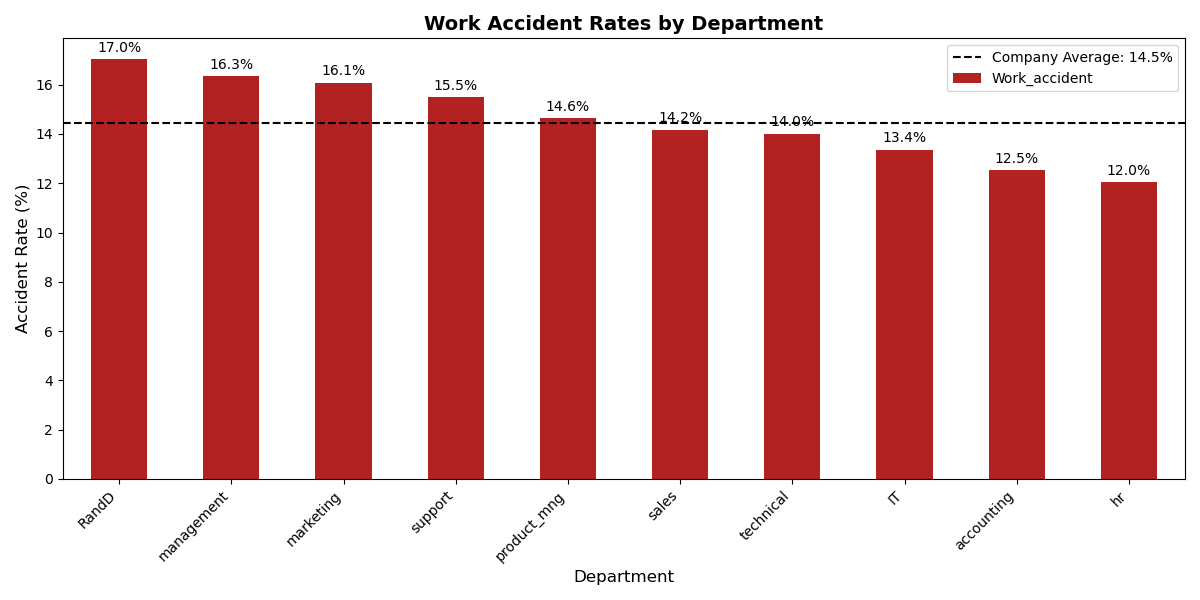 Work Accident Rates by Department
17.0%
16.3%
16.1%
15.5%
14.6%
14.2%
14.0%
13.4%
12.5%
12.0%
Company Average: 14.5%
Work_accident
Accident Rate (%)
16
14
12
10
8
6
4
2
0
RandD
management
marketing
support
product_mng
sales
technical
IT
accounting
hr
Department